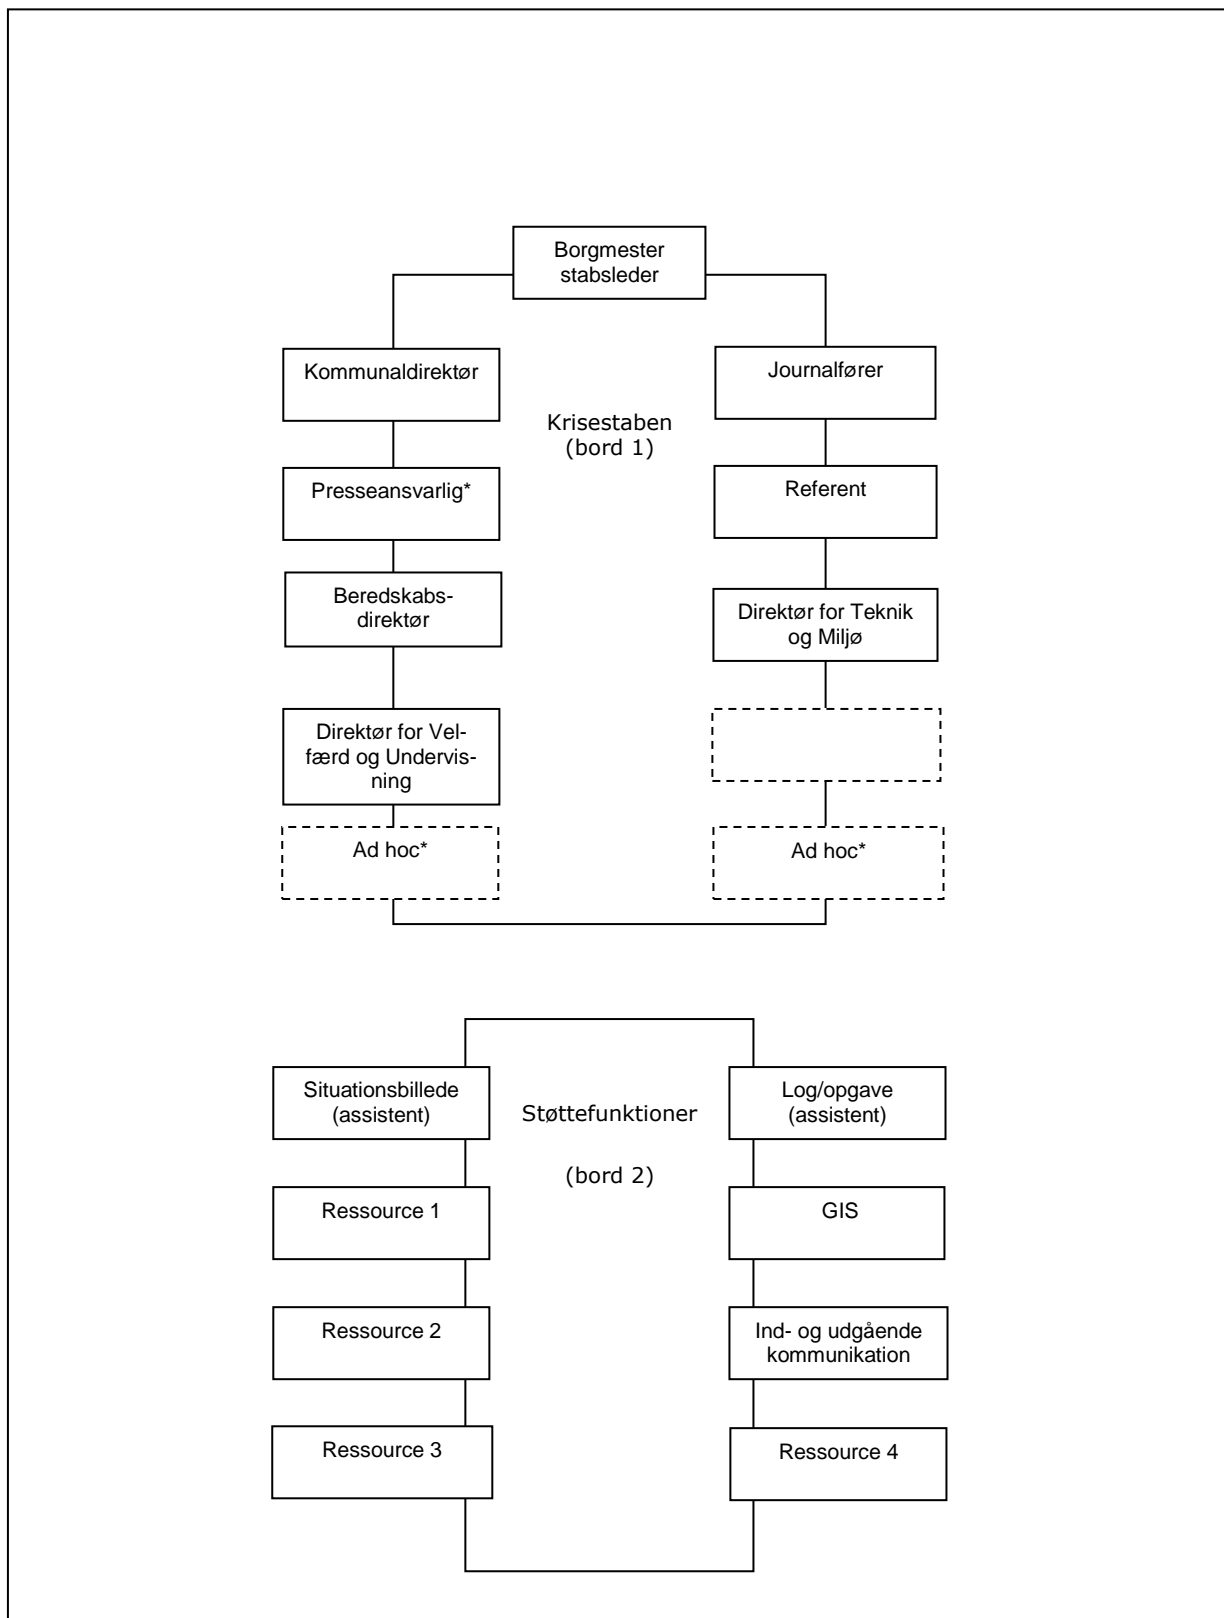 Borgmester
stabsleder
Kommunaldirektør
Journalfører
Krisestaben
(bord 1)
Presseansvarlig*
Referent
Beredskabs-
direktør
Direktør for Teknik
og Miljø
Direktør for Vel-
færd og Undervis-
ning
Ad hoc*
Ad hoc*
Situationsbillede
(assistent)
Støttefunktioner
(bord 2)
Log/opgave
(assistent)
Ressource 1
GIS
Ressource 2
Ind- og udgående
kommunikation
Ressource 3
Ressource 4